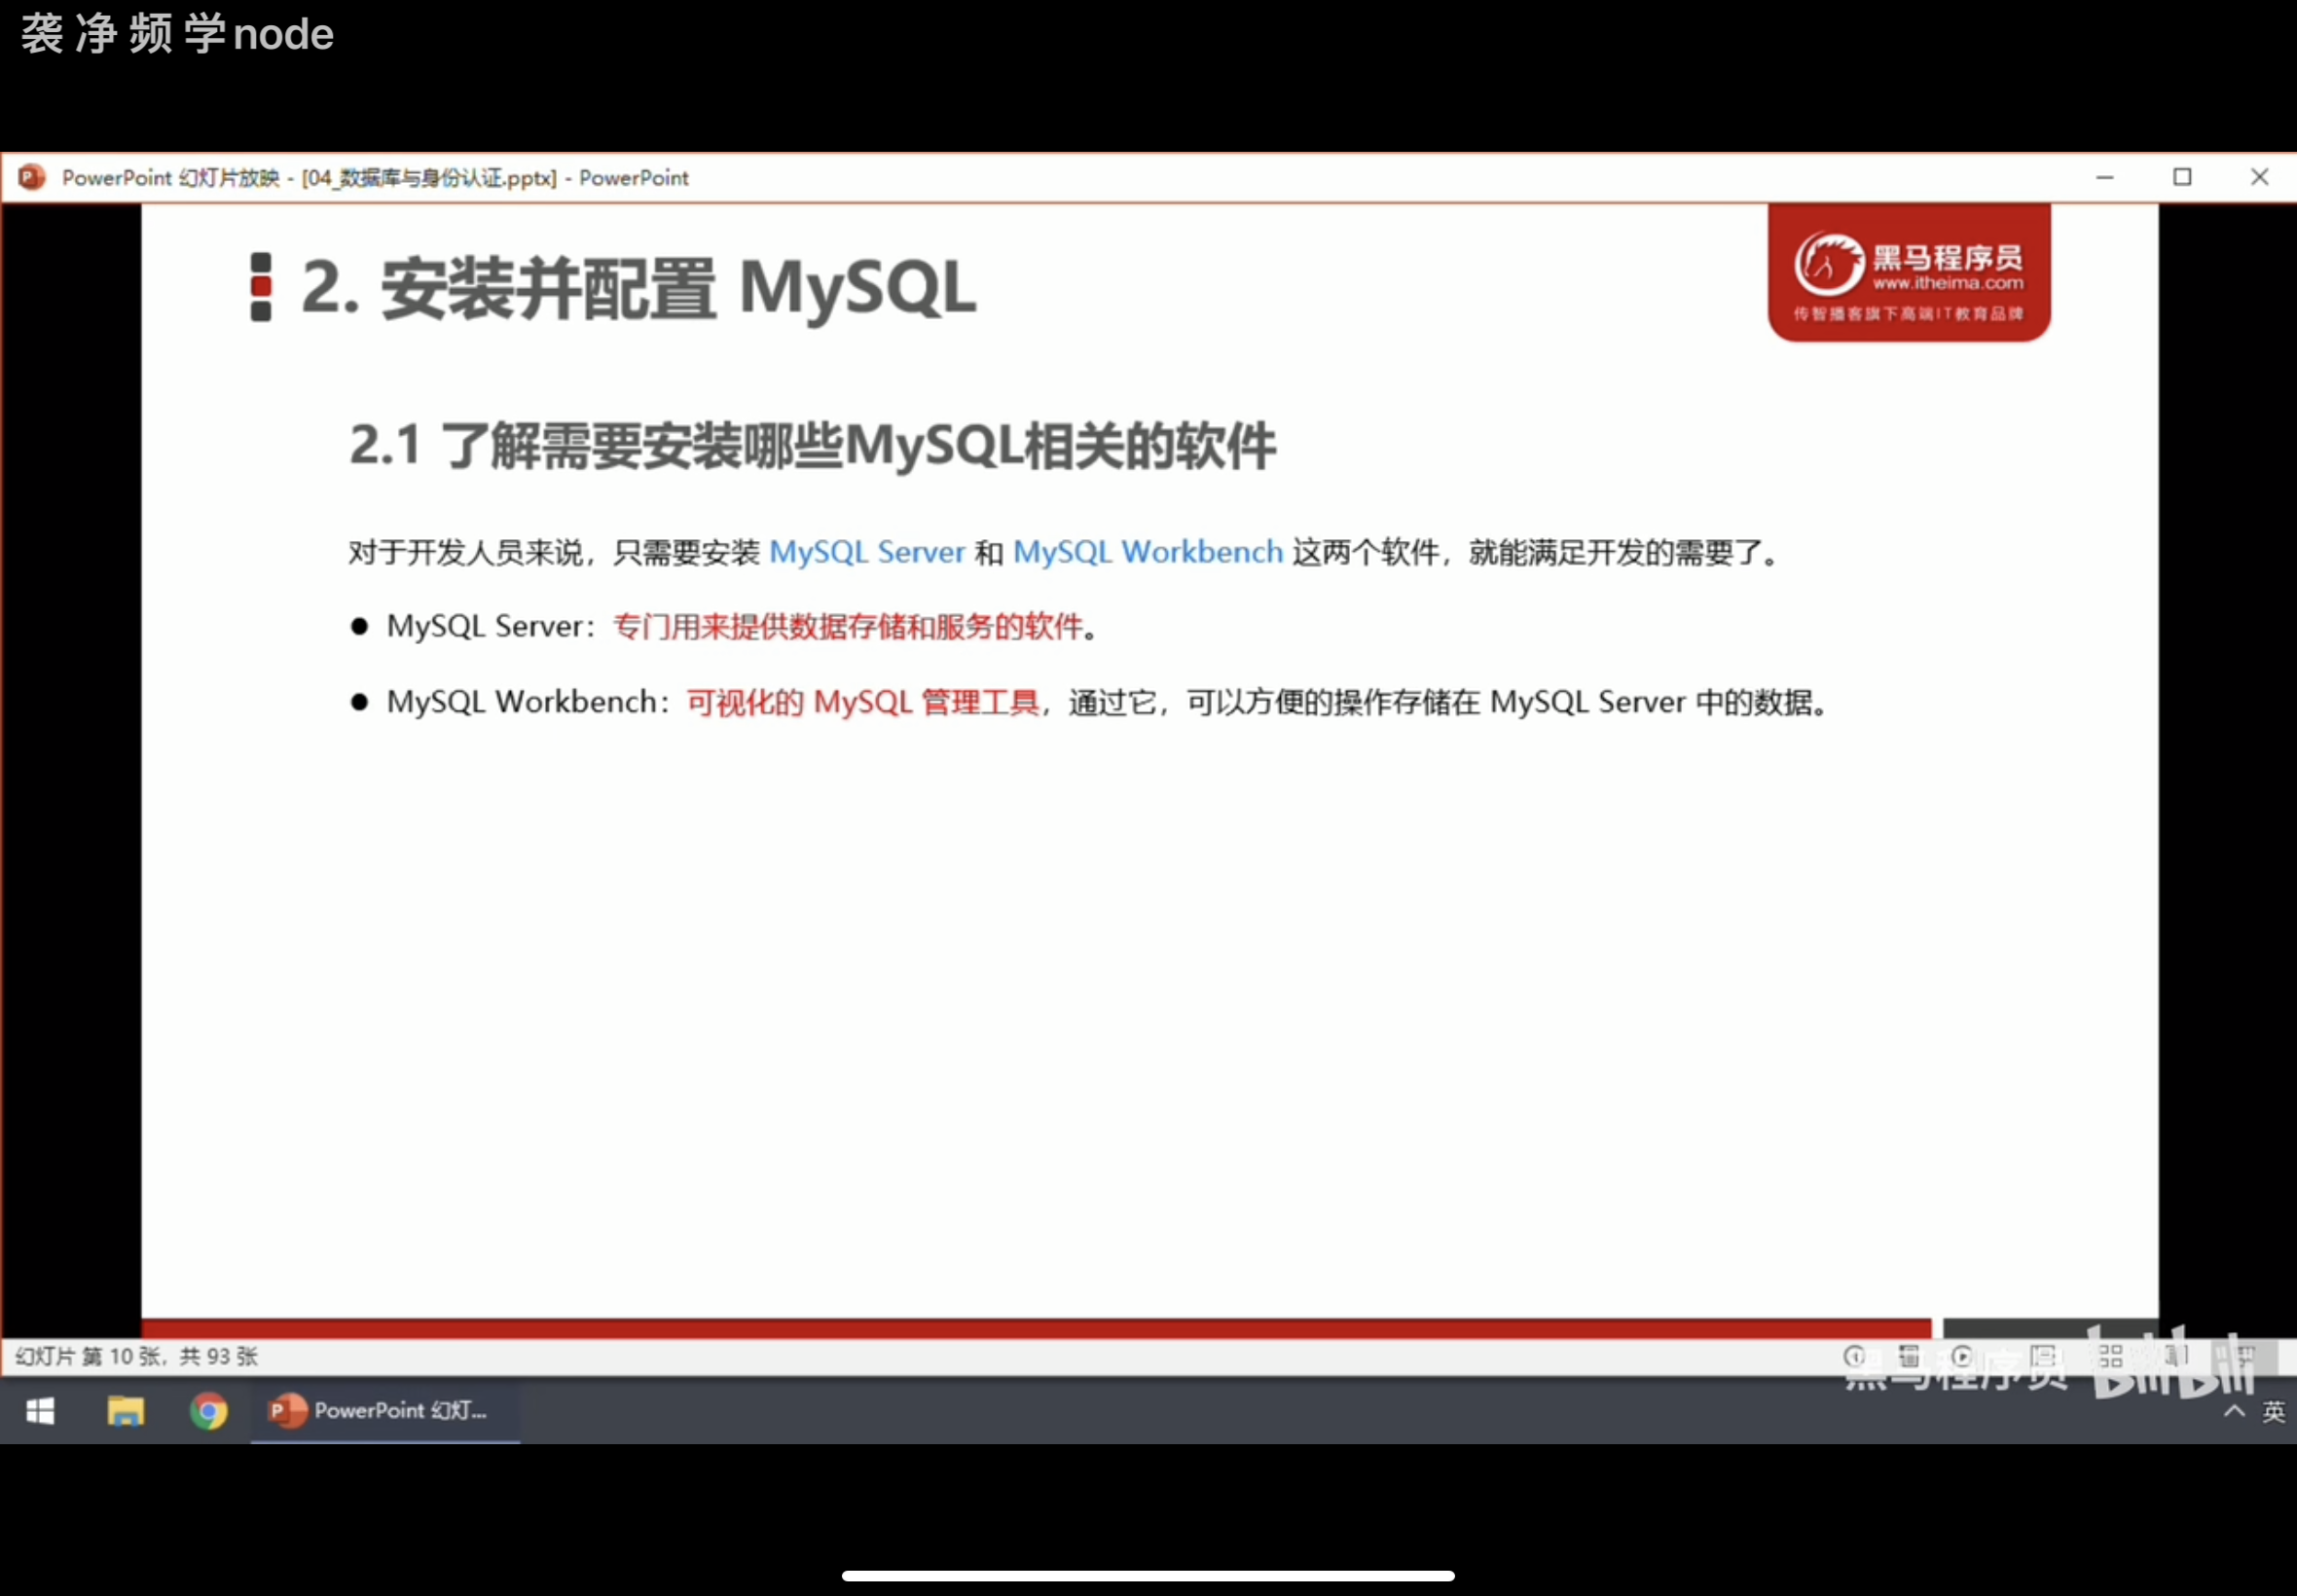 袭净频学node
PowerPoint 幻灯片放映 - [04_数据库与身份认证.pptx] - PowerPoint
2. 安装并配置 MySQL
黑马程序员
www.itheima.com
传智播客旗下高端IT教育品牌
2.1 了解需要安装哪些MySQL相关的软件
对于开发人员来说，只需要安装 MySQL Server 和 MySQL Workbench 这两个软件，就能满足开发的需要了。
● MySQL Server：专门用来提供数据存储和服务的软件。
● MySQL Workbench：可视化的 MySQL 管理工具，通过它，可以方便的操作存储在 MySQL Server 中的数据。
幻灯片 第 10 张，共 93 张
黑马程序员 bilibili
PowerPoint 幻灯...
英